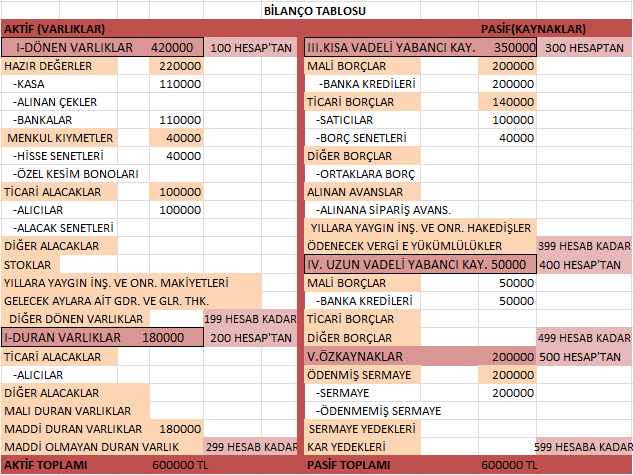 BİLANÇO TABLOSU
AKTİF (VARLIKLAR)
PASİF(KAYNAKLAR)
I-DÖNEN VARLIKLAR 420000 100 HESAP'TAN
HAZIR DEĞERLER 220000
-KASA 110000
-ALINAN ÇEKLER
-BANKALAR 110000
MENKUL KIYMETLER 40000
-HİSSE SENETLERİ 40000
-ÖZEL KESİM BONOLARI
TİCARİ ALACAKLAR 100000
-ALICILAR 100000
-ALACAK SENETLERİ
DİĞER ALACAKLAR
STOKLAR
YILLARA YAYGIN İNŞ. VE ONR. MAKİYETLERİ
GELECEK AYLARA AİT GDR. VE GLR. THK.
DİĞER DÖNEN VARLIKLAR 199 HESAB KADAR
I-DURAN VARLIKLAR 180000 200 HESAP'TAN
TİCARİ ALACAKLAR
-ALICILAR
DİĞER ALACAKLAR
MALI DURAN VARLIKLAR
MADDİ DURAN VARLIKLAR 180000
MADDİ OLMAYAN DURAN VARLIK 299 HESAB KADAR
AKTİF TOPLAMI 600000 TL
III.KISA VADELİ YABANCI KAY. 350000 300 HESAPTAN
MALİ BORÇLAR 200000
-BANKA KREDİLERİ 200000
TİCARİ BORÇLAR 140000
-SATICILAR 100000
-BORÇ SENETLERİ 40000
DİĞER BORÇLAR
-ORTAKLARA BORÇ
ALINAN AVANSLAR
-ALINANA SİPARİŞ AVANS.
YILLARA YAYGIN İNŞ. VE ONR. HAKEDİŞLER
ÖDENECEK VERGİ E YÜKÜMLÜLÜKLER 399 HESAB KADAR
IV. UZUN VADELİ YABANCI KAY. 50000 400 HESAP'TAN
MALİ BORÇLAR 50000
-BANKA KREDİLERİ 50000
TİCARİ BORÇLAR
DİĞER BORÇLAR 499 HESAB KADAR
V.ÖZKAYNAKLAR 200000 500 HESAP'TAN
ÖDENMİŞ SERMAYE 200000
-SERMAYE 200000
-ÖDENMEMİŞ SERMAYE
SERMAYE YEDEKLERİ
KAR YEDEKLERİ 599 HESABA KADAR
PASİF TOPLAMI 600000 TL